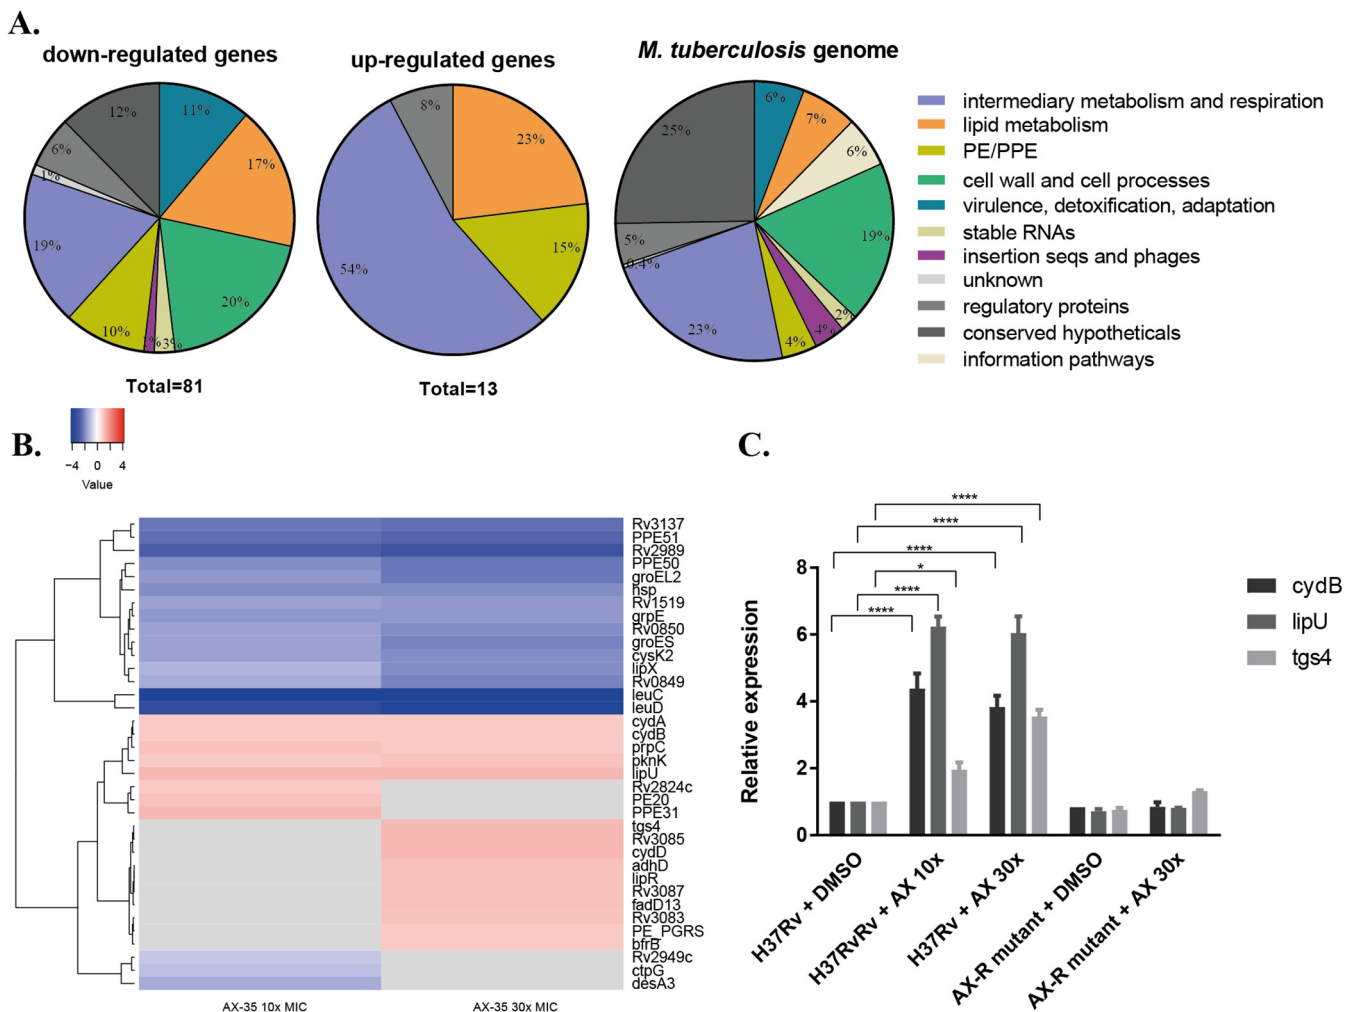 A.
down-regulated genes
up-regulated genes
M. tuberculosis genome
12%
11%
17%
20%
3%
1%
10%
19%
1%
6%
Total=81
8%
23%
15%
54%
Total=13
6%
7%
6%
19%
2%
4%
4%
23%
0.4%
5%
25%
intermediary metabolism and respiration
lipid metabolism
PE/PPE
cell wall and cell processes
virulence, detoxification, adaptation
stable RNAs
insertion seqs and phages
unknown
regulatory proteins
conserved hypotheticals
information pathways
B.
−4 0 4
Value
Rv3137
PPE51
Rv2989
PPE50
groEL2
hsp
Rv1519
grpE
Rv0850
groES
cysK2
lipX
Rv0849
leuC
leuD
cydA
cydB
prpC
pknK
lipU
Rv2824c
PE20
PPE31
tgs4
Rv3085
cydD
adhD
lipR
Rv3087
fadD13
Rv3083
PE_PGRS
bfrB
Rv2949c
ctpG
desA3
AX-35 10x MIC
AX-35 30x MIC
C.
****
****
****
*
****
****
8
6
4
2
0
Relative expression
cydB
lipU
tgs4
H37Rv + DMSO
H37RvRv + AX 10x
H37Rv + AX 30x
AX-R mutant + DMSO
AX-R mutant + AX 30x